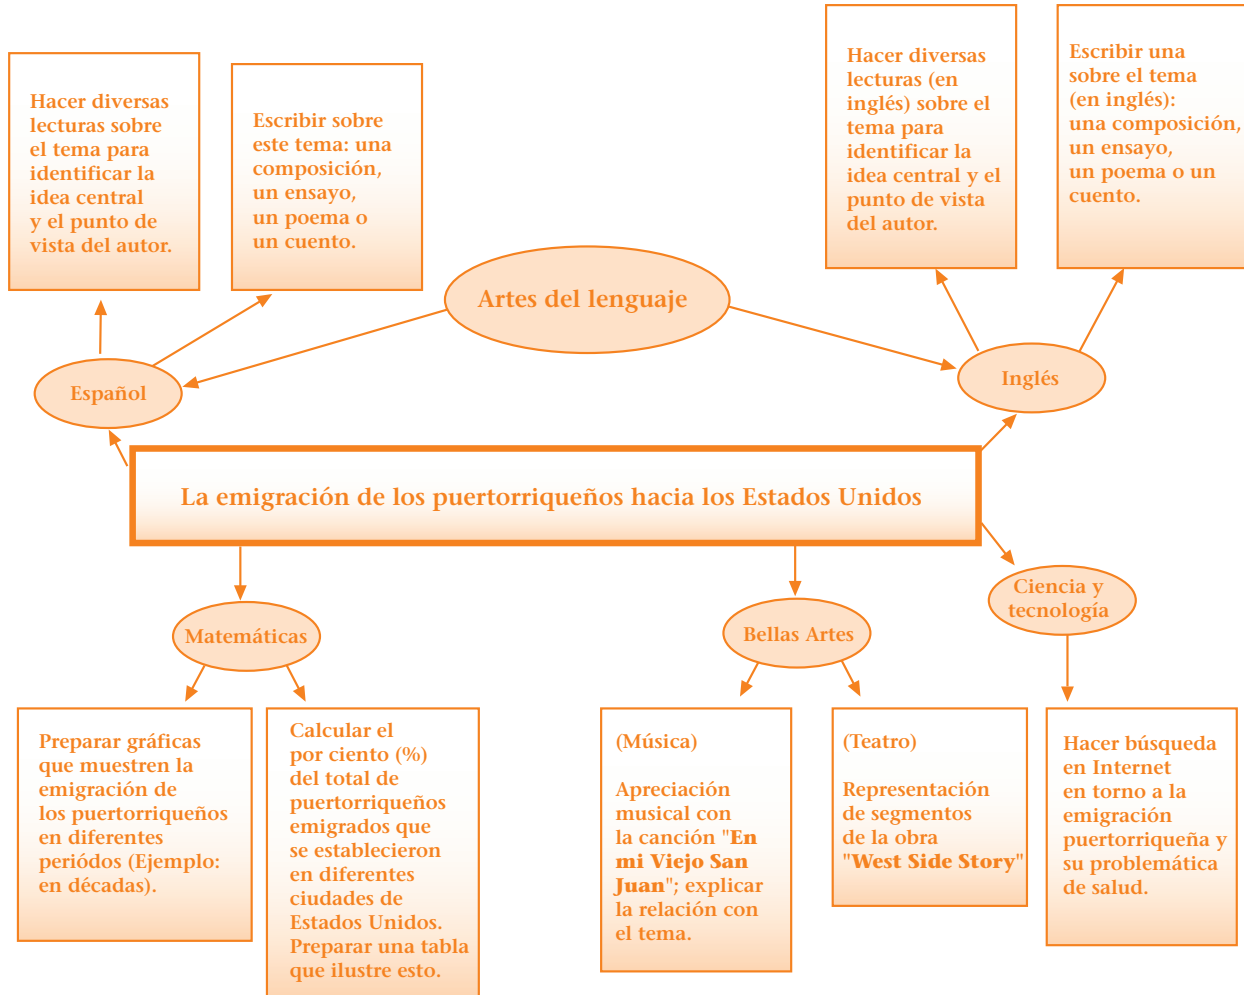 Hacer diversas
lecturas sobre
el tema para
identificar la
idea central
y el punto de
vista del autor.
Escribir sobre
este tema: una
composición,
un ensayo,
un poema o
un cuento.
Hacer diversas
lecturas (en
inglés) sobre el
tema para
identificar la
idea central y el
punto de vista
del autor.
Escribir una
sobre el tema
(en inglés):
una composición,
un ensayo,
un poema o un
cuento.
Artes del lenguaje
Español
Inglés
La emigración de los puertorriqueños hacia los Estados Unidos
Matemáticas
Bellas Artes
Ciencia y
tecnología
Preparar gráficas
que muestren la
emigración de
los puertorriqueños
en diferentes
periódos (Ejemplo:
en décadas).
Calcular el
por ciento (%)
del total de
puertorriqueños
emigrados que
se establecieron
en diferentes
ciudades de
Estados Unidos.
Preparar una tabla
que ilustre esto.
(Música)
Apreciación
musical con
la canción "En
mi Viejo San
Juan"; explicar
la relación con
el tema.
(Teatro)
Representación
de segmentos
de la obra
"West Side Story"
Hacer búsqueda
en Internet
en torno a la
emigración
puertorriqueña y
su problemática
de salud.